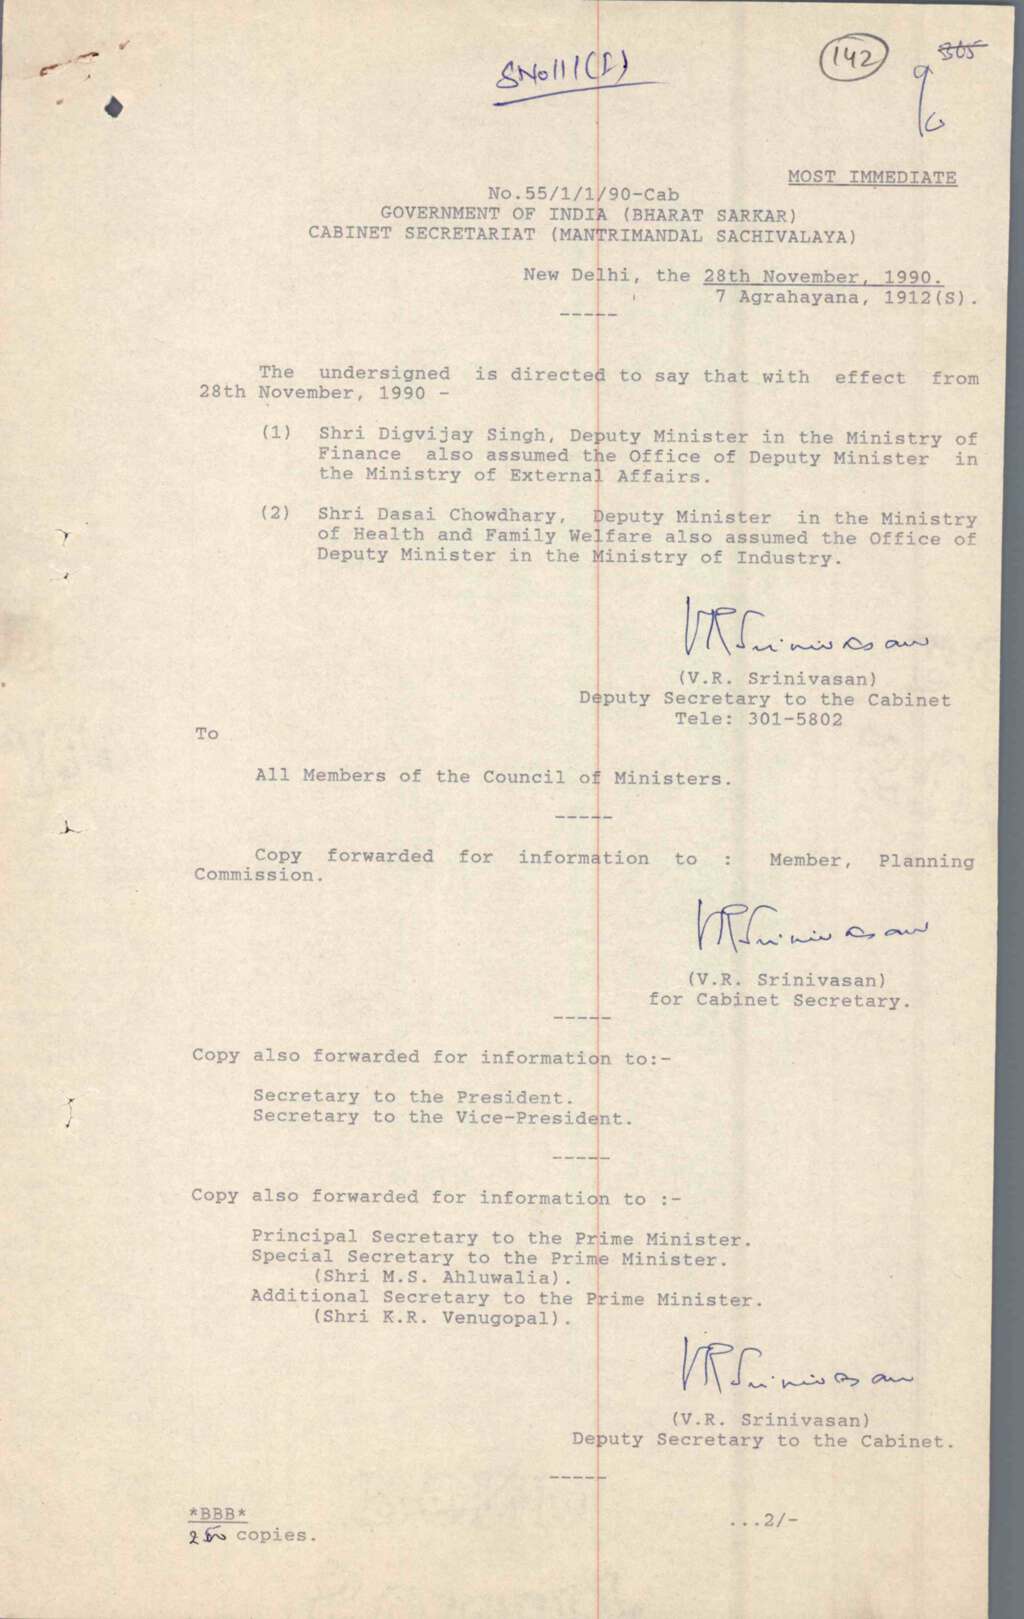 SNo111(I)
142
365
MOST IMMEDIATE
No.55/1/1/90-Cab
GOVERNMENT OF INDIA (BHARAT SARKAR)
CABINET SECRETARIAT (MANTRIMANDAL SACHIVALAYA)
New Delhi, the 28th November, 1990.
7 Agrahayana, 1912(S).
-----
The undersigned is directed to say that with effect from
28th November, 1990 -
(1) Shri Digvijay Singh, Deputy Minister in the Ministry of
Finance also assumed the Office of Deputy Minister in
the Ministry of External Affairs.
(2) Shri Dasai Chowdhary, Deputy Minister in the Ministry
of Health and Family Welfare also assumed the Office of
Deputy Minister in the Ministry of Industry.
VRSrinivasan
(V.R. Srinivasan)
Deputy Secretary to the Cabinet
Tele: 301-5802
To
All Members of the Council of Ministers.
-----
Copy forwarded for information to : Member, Planning
Commission.
VRSrinivasan
(V.R. Srinivasan)
for Cabinet Secretary.
-----
Copy also forwarded for information to:-
Secretary to the President.
Secretary to the Vice-President.
-----
Copy also forwarded for information to :-
Principal Secretary to the Prime Minister.
Special Secretary to the Prime Minister.
(Shri M.S. Ahluwalia).
Additional Secretary to the Prime Minister.
(Shri K.R. Venugopal).
VRSrinivasan
(V.R. Srinivasan)
Deputy Secretary to the Cabinet.
-----
*BBB*
250 copies.
...2/-